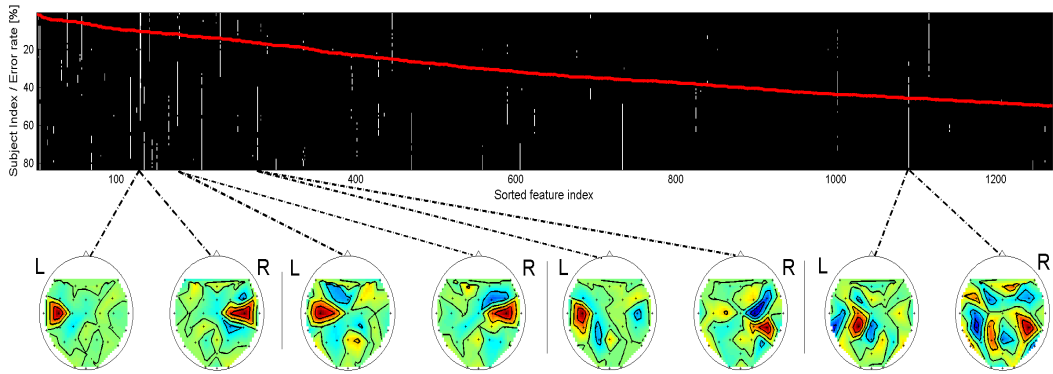 Subject Index / Error rate [%]
20
40
60
80
100
400
600
800
1000
1200
Sorted feature index
L
R
L
R
L
R
L
R